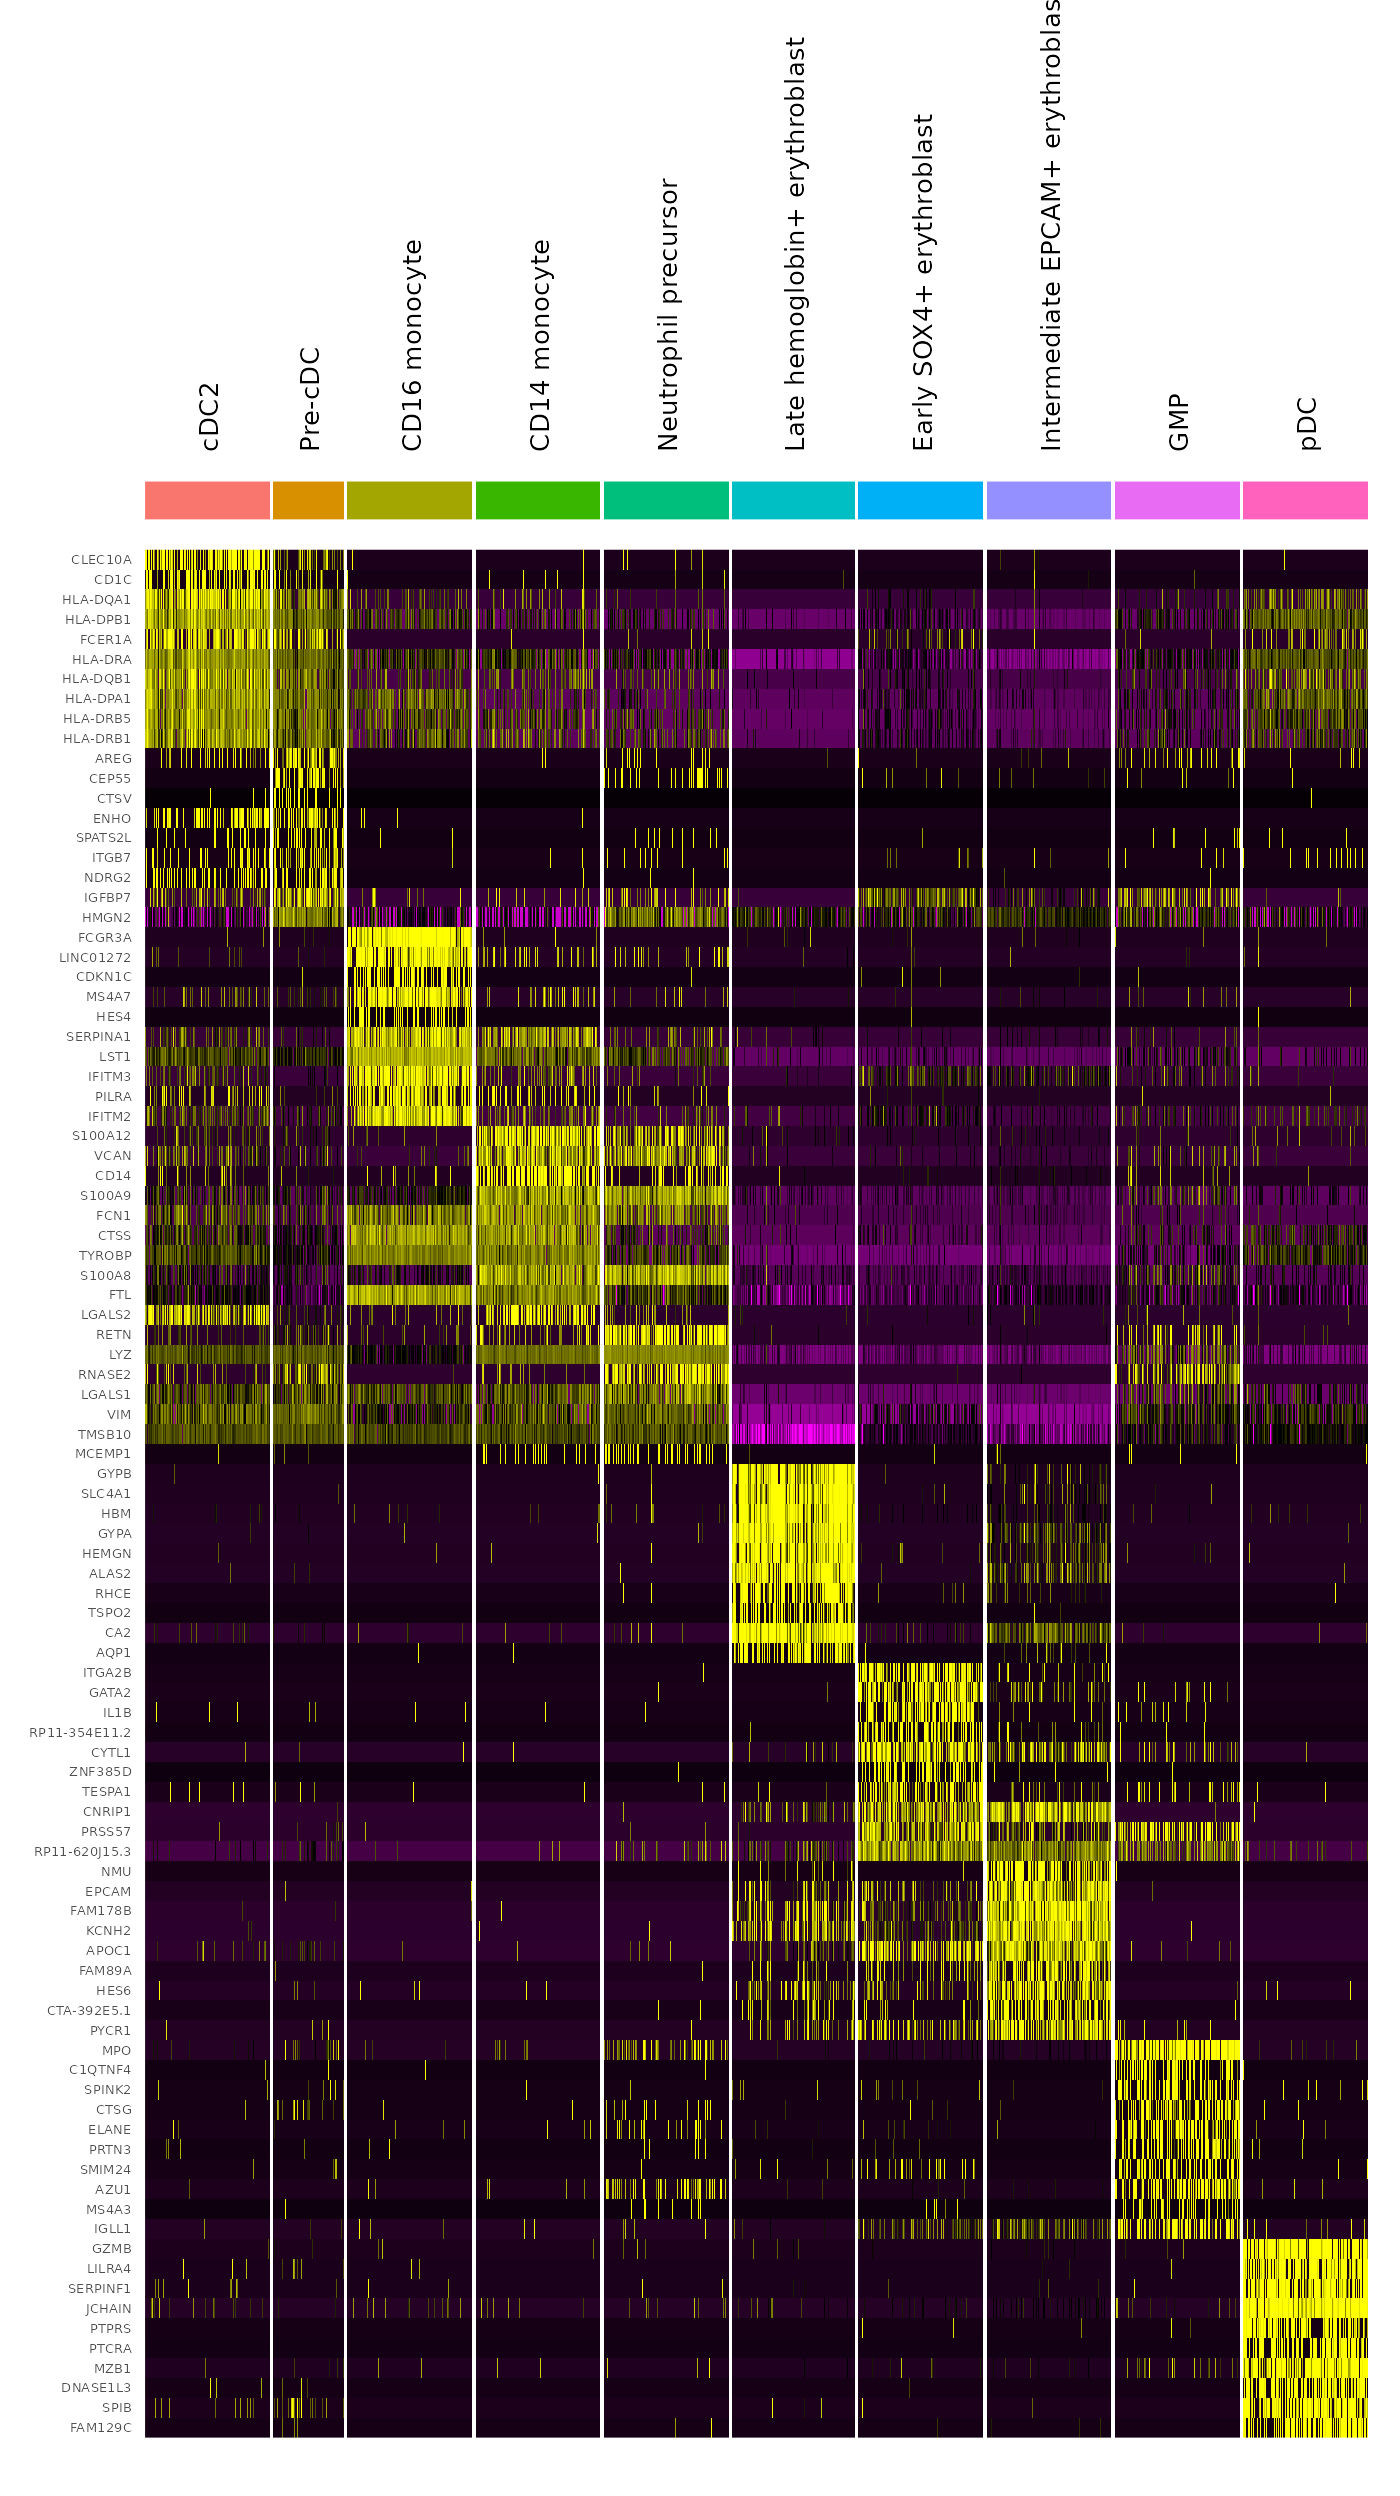 cDC2
Pre-cDC
CD16 monocyte
CD14 monocyte
Neutrophil precursor
Late hemoglobin+ erythroblast
Early SOX4+ erythroblast
Intermediate EPCAM+ erythroblas
GMP
pDC
CLEC10A
CD1C
HLA-DQA1
HLA-DPB1
FCER1A
HLA-DRA
HLA-DQB1
HLA-DPA1
HLA-DRB5
HLA-DRB1
AREG
CEP55
CTSV
ENHO
SPATS2L
ITGB7
NDRG2
IGFBP7
HMGN2
FCGR3A
LINC01272
CDKN1C
MS4A7
HES4
SERPINA1
LST1
IFITM3
PILRA
IFITM2
S100A12
VCAN
CD14
S100A9
FCN1
CTSS
TYROBP
S100A8
FTL
LGALS2
RETN
LYZ
RNASE2
LGALS1
VIM
TMSB10
MCEMP1
GYPB
SLC4A1
HBM
GYPA
HEMGN
ALAS2
RHCE
TSPO2
CA2
AQP1
ITGA2B
GATA2
IL1B
RP11-354E11.2
CYTL1
ZNF385D
TESPA1
CNRIP1
PRSS57
RP11-620J15.3
NMU
EPCAM
FAM178B
KCNH2
APOC1
FAM89A
HES6
CTA-392E5.1
PYCR1
MPO
C1QTNF4
SPINK2
CTSG
ELANE
PRTN3
SMIM24
AZU1
MS4A3
IGLL1
GZMB
LILRA4
SERPINF1
JCHAIN
PTPRS
PTCRA
MZB1
DNASE1L3
SPIB
FAM129C